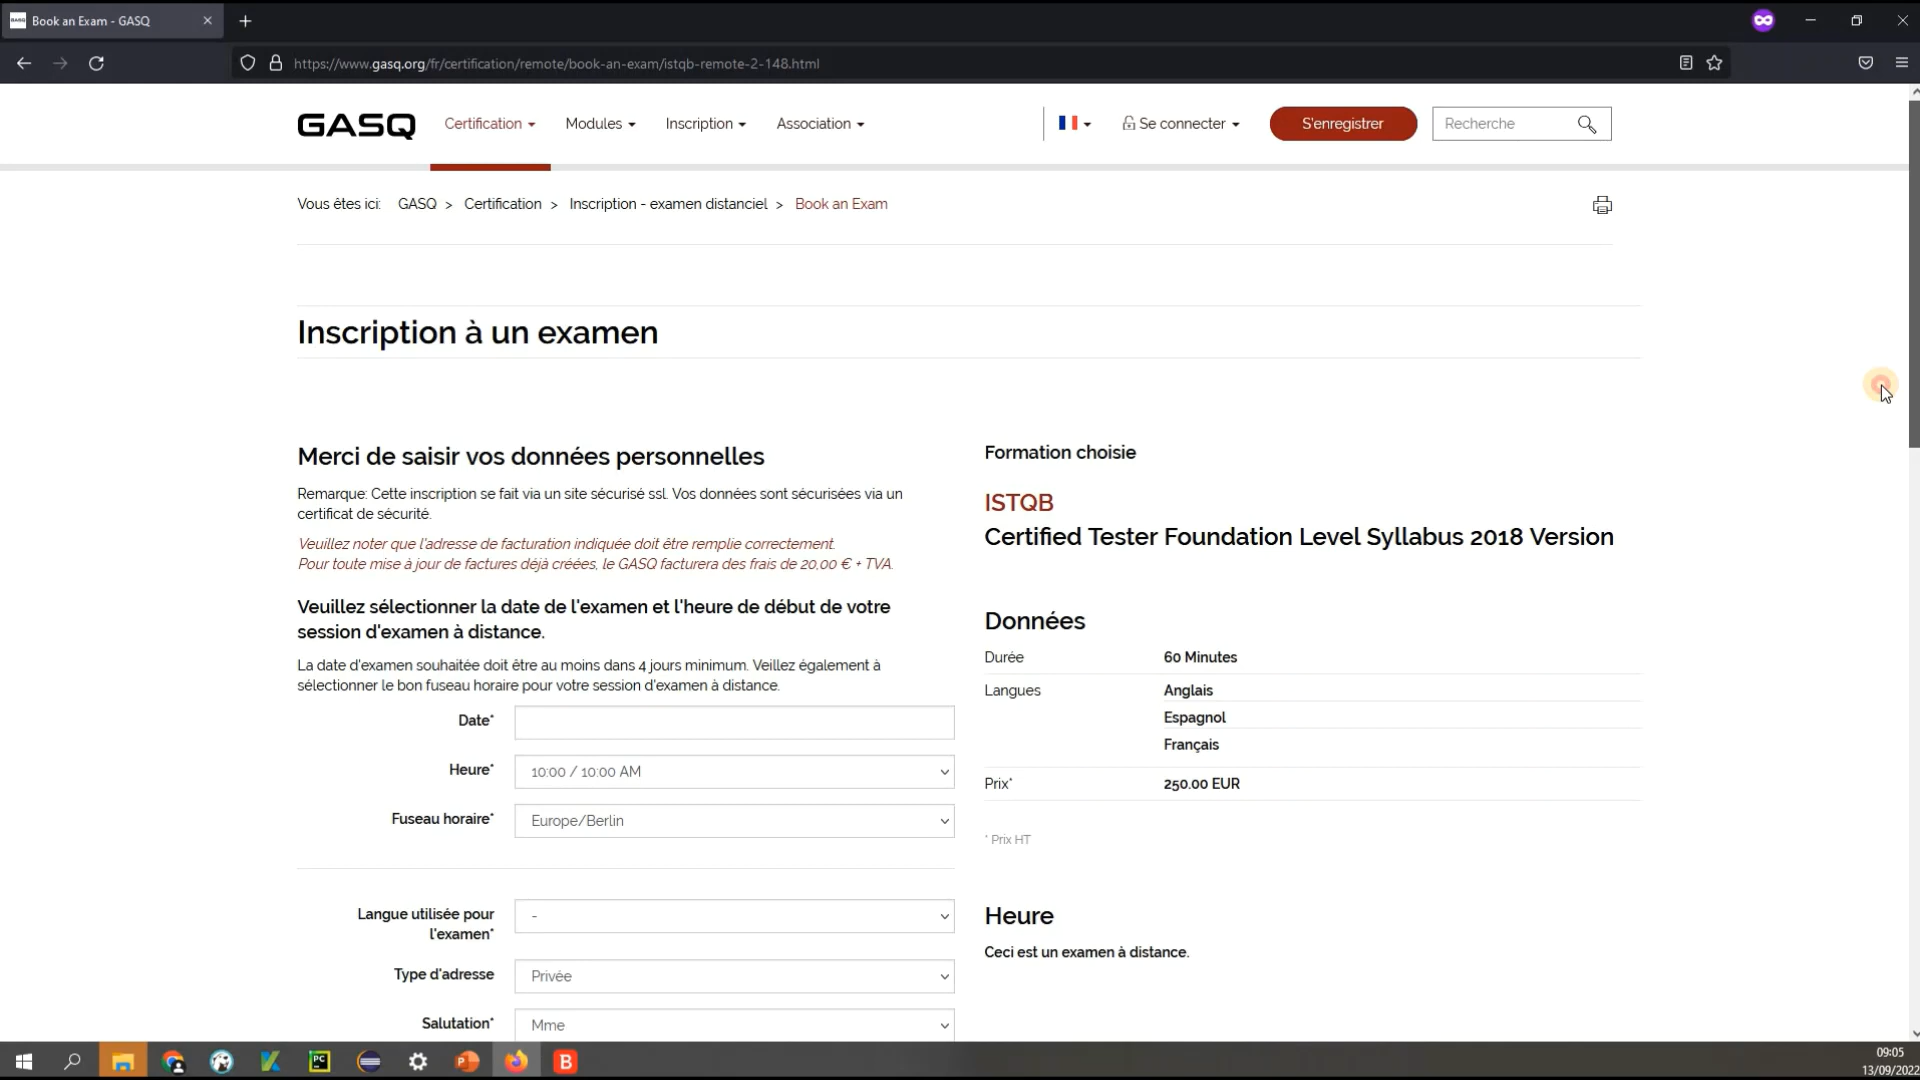 Book an Exam - GASQ
https://www.gasq.org/fr/certification/remote/book-an-exam/istqb-remote-2-148.html
GASQ
Certification
Modules
Inscription
Association
Se connecter
S'enregistrer
Recherche
Vous êtes ici: GASQ > Certification > Inscription - examen distanciel > Book an Exam
Inscription à un examen
Merci de saisir vos données personnelles
Remarque: Cette inscription se fait via un site sécurisé ssl. Vos données sont sécurisées via un
certificat de sécurité.
Veuillez noter que l'adresse de facturation indiquée doit être remplie correctement.
Pour toute mise à jour de factures déjà créées, le GASQ facturera des frais de 20,00 € + TVA.
Veuillez sélectionner la date de l'examen et l'heure de début de votre
session d'examen à distance.
La date d'examen souhaitée doit être au moins dans 4 jours minimum. Veillez également à
sélectionner le bon fuseau horaire pour votre session d'examen à distance.
Date*
Heure* 10:00 / 10:00 AM
Fuseau horaire* Europe/Berlin
Langue utilisée pour
l'examen* -
Type d'adresse Privée
Salutation* Mme
Formation choisie
ISTQB
Certified Tester Foundation Level Syllabus 2018 Version
Données
Durée 60 Minutes
Langues Anglais
Espagnol
Français
Prix* 250.00 EUR
* Prix HT
Heure
Ceci est un examen à distance.
09:05
13/09/2022